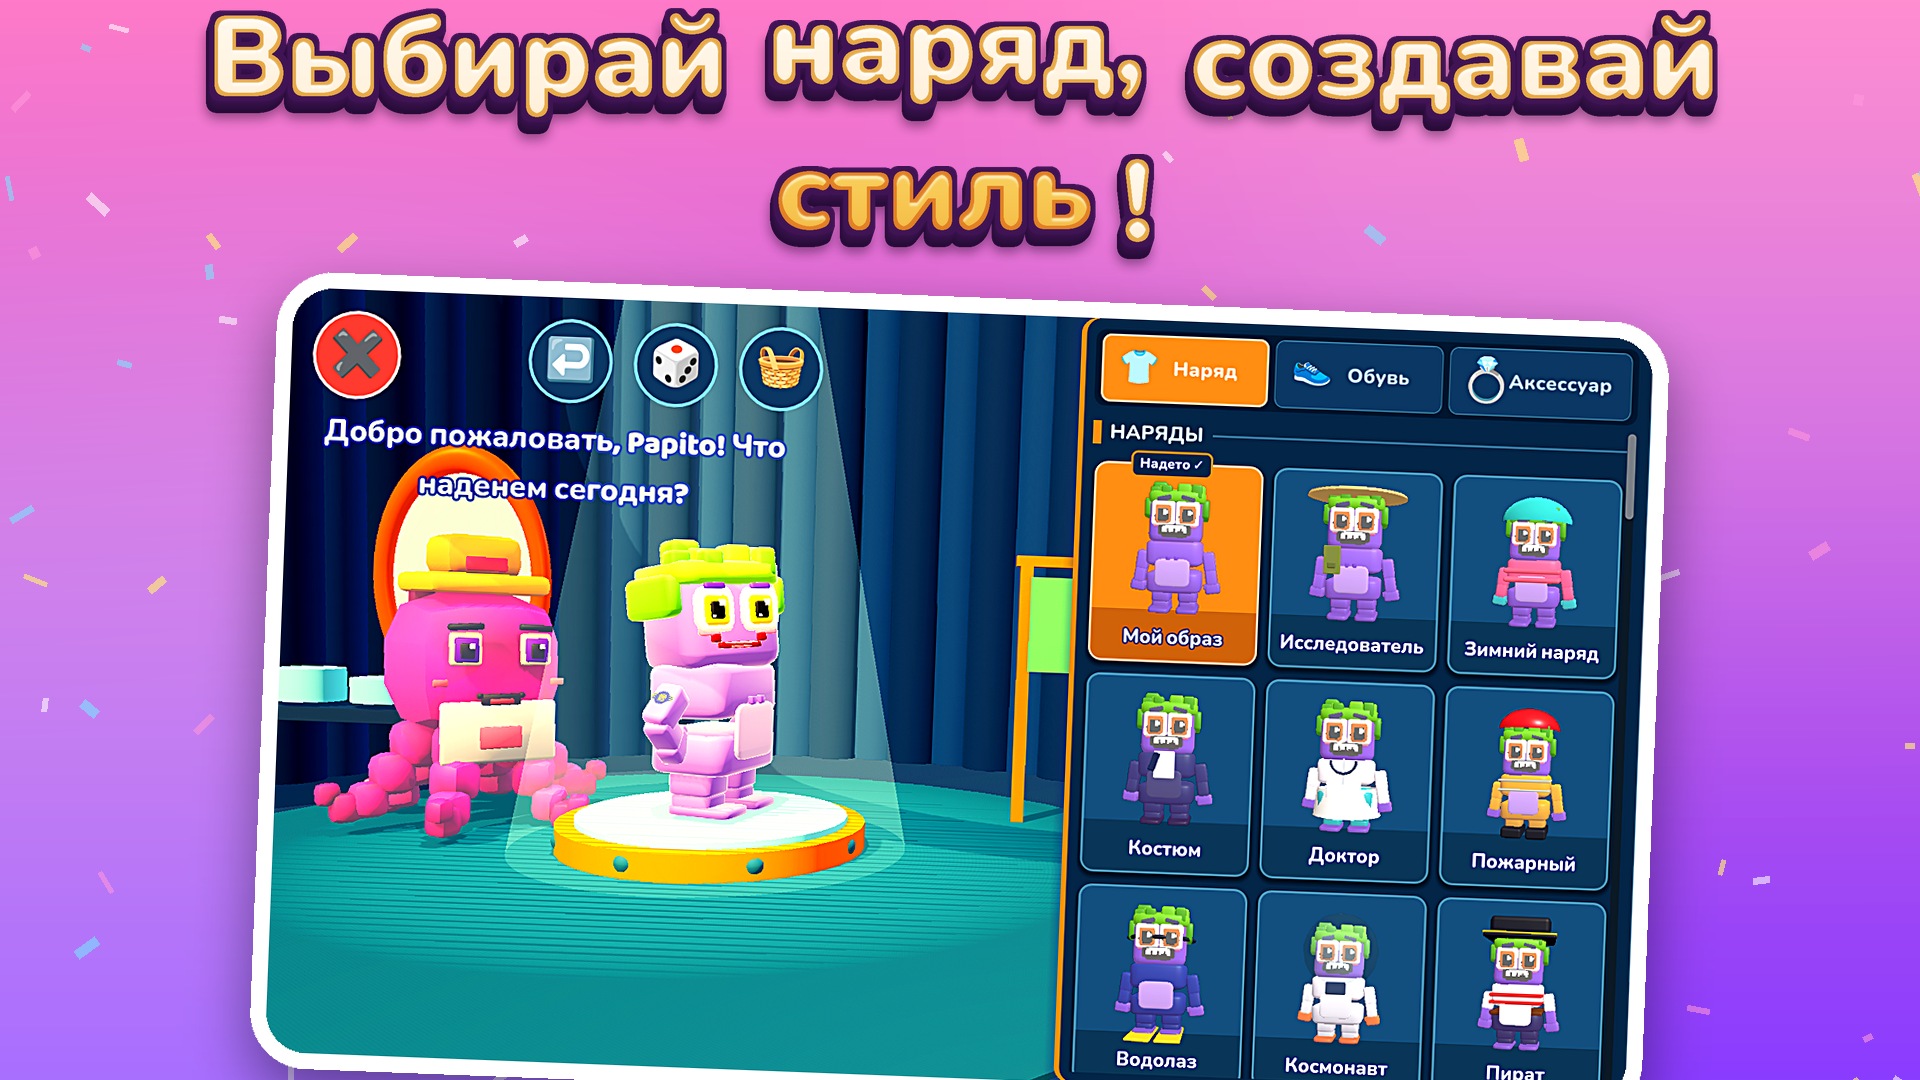 Выбирай наряд, создавай
стиль!
Добро пожаловать, Papito! Что
наденем сегодня?
Наряд
Обувь
Аксессуар
НАРЯДЫ
Надето ✓
Мой образ
Исследователь
Зимний наряд
Костюм
Доктор
Пожарный
Водолаз
Космонавт
Пират